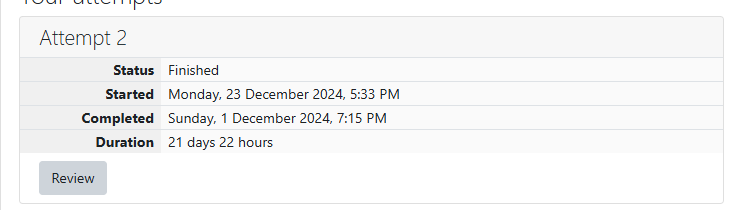 Your attempts
Attempt 2
Status Finished
Started Monday, 23 December 2024, 5:33 PM
Completed Sunday, 1 December 2024, 7:15 PM
Duration 21 days 22 hours
Review